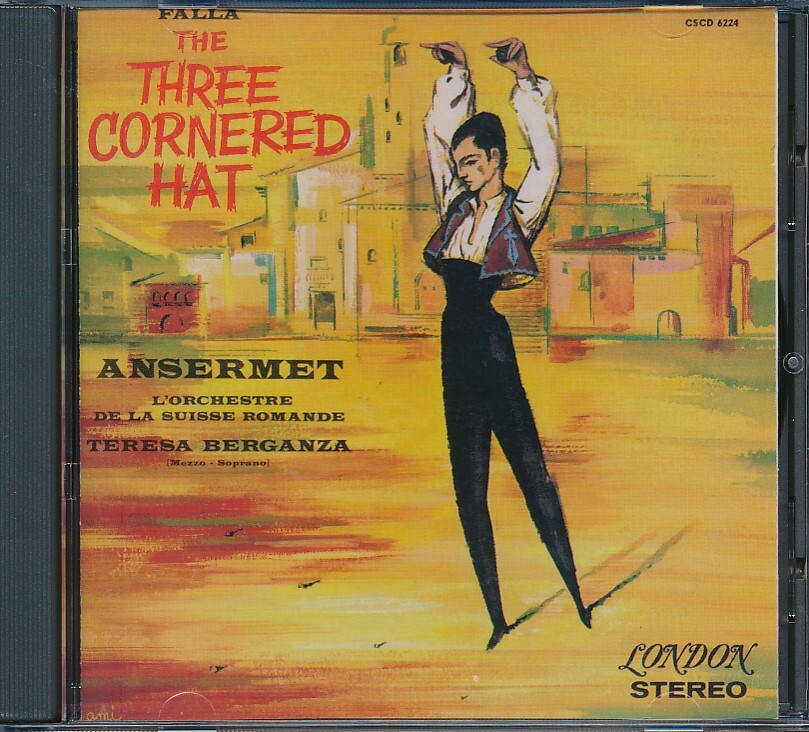 FALLA
CSCD 6224
THE
THREE
CORNERED
HAT
ANSERMET
L'ORCHESTRE
DE LA SUISSE ROMANDE
TERESA BERGANZA
(Mezzo - Soprano)
LONDON
STEREO
ami